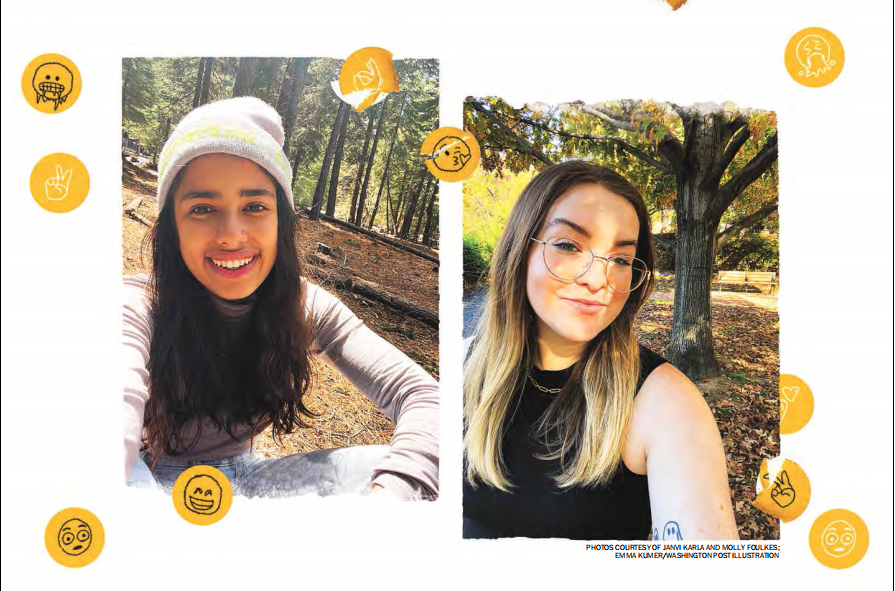 PHOTOS COURTESY OF JANVI KARLA AND MOLLY FOULKES;
EMMA KUMER/WASHINGTON POST ILLUSTRATION